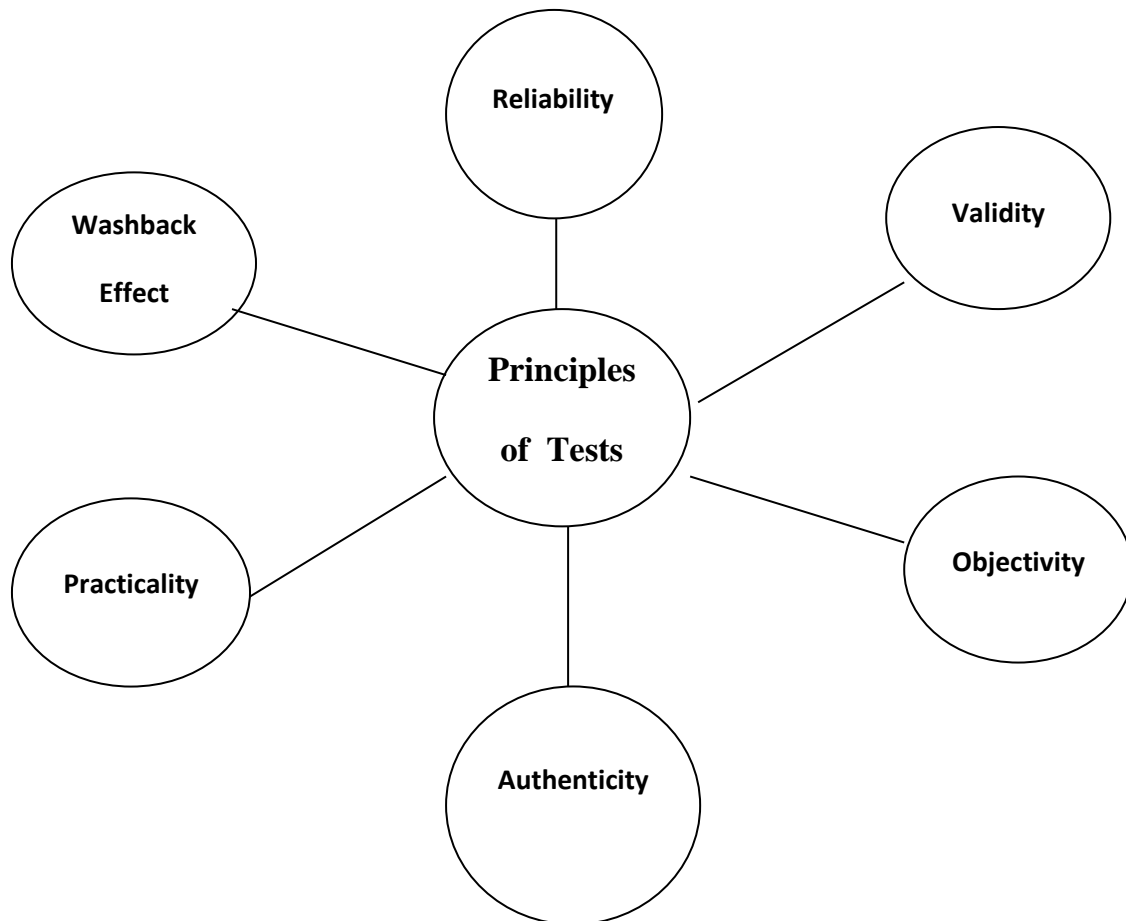 Reliability
Validity
Washback
Effect
Principles
of Tests
Practicality
Objectivity
Authenticity